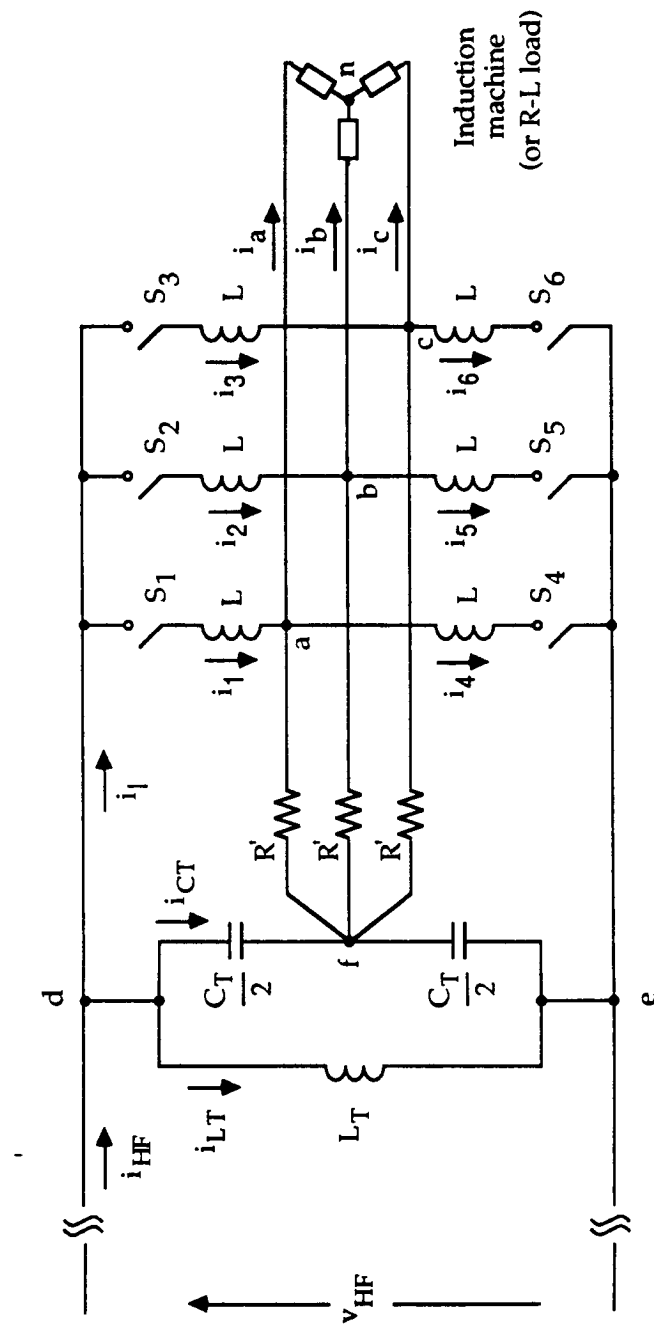 d
i_HF
i_l
v_HF
i_LT
L_T
i_CT
C_T
2
f
C_T
2
e
R'
R'
R'
S_1
L
i_1
a
i_4
L
S_4
S_2
L
i_2
b
i_5
L
S_5
S_3
L
i_3
c
i_6
L
S_6
i_a
i_b
i_c
n
Induction
machine
(or R-L load)